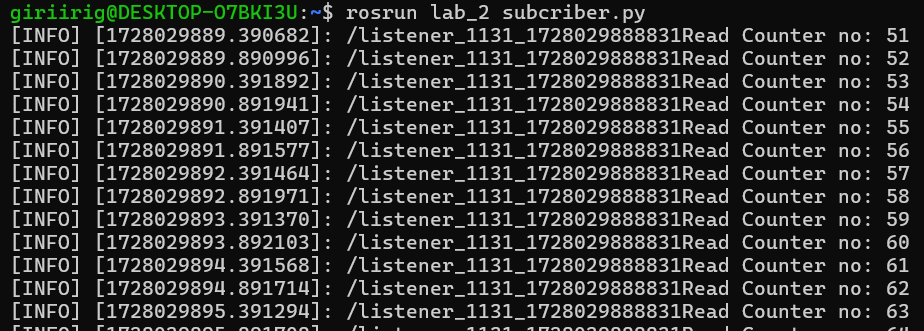 giriirig@DESKTOP-O7BKI3U:~$ rosrun lab_2 subcriber.py
[INFO] [1728029889.390682]: /listener_1131_1728029888831Read Counter no: 51
[INFO] [1728029889.890996]: /listener_1131_1728029888831Read Counter no: 52
[INFO] [1728029890.391892]: /listener_1131_1728029888831Read Counter no: 53
[INFO] [1728029890.891941]: /listener_1131_1728029888831Read Counter no: 54
[INFO] [1728029891.391407]: /listener_1131_1728029888831Read Counter no: 55
[INFO] [1728029891.891577]: /listener_1131_1728029888831Read Counter no: 56
[INFO] [1728029892.391464]: /listener_1131_1728029888831Read Counter no: 57
[INFO] [1728029892.891971]: /listener_1131_1728029888831Read Counter no: 58
[INFO] [1728029893.391370]: /listener_1131_1728029888831Read Counter no: 59
[INFO] [1728029893.892103]: /listener_1131_1728029888831Read Counter no: 60
[INFO] [1728029894.391568]: /listener_1131_1728029888831Read Counter no: 61
[INFO] [1728029894.891714]: /listener_1131_1728029888831Read Counter no: 62
[INFO] [1728029895.391294]: /listener_1131_1728029888831Read Counter no: 63